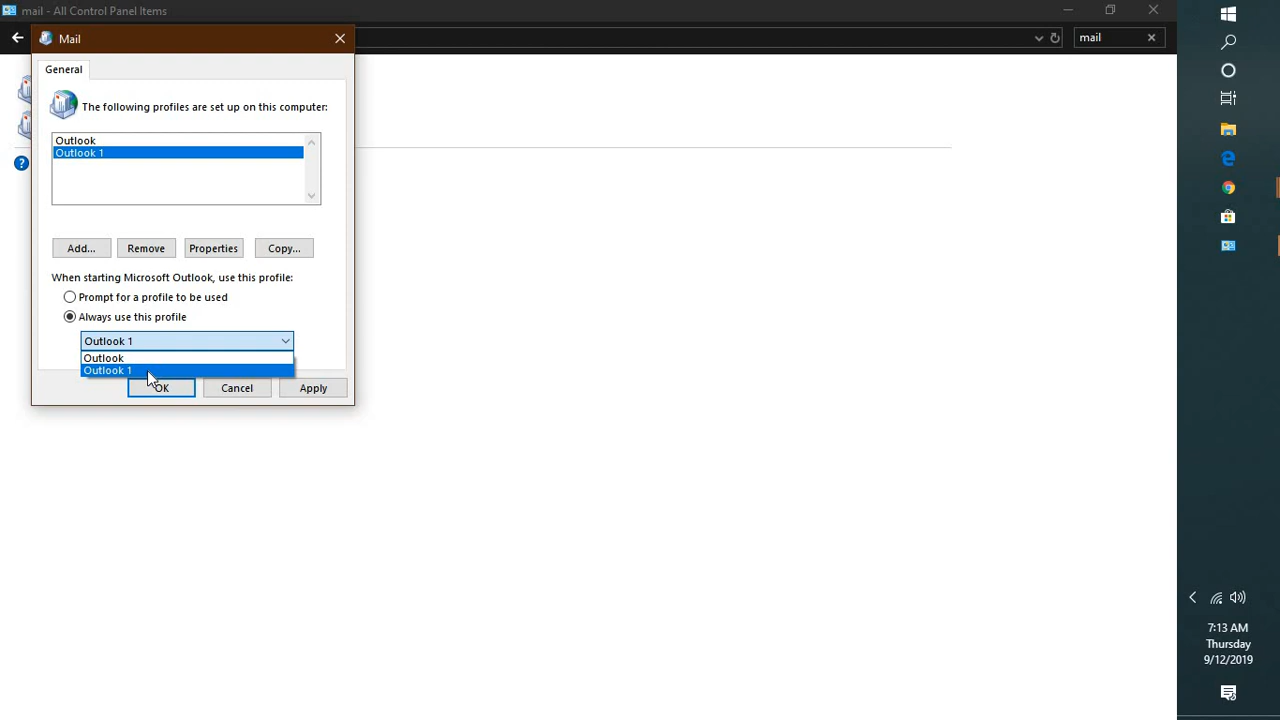 mail - All Control Panel Items
mail
Mail
General
The following profiles are set up on this computer:
Outlook
Outlook 1
Add...
Remove
Properties
Copy...
When starting Microsoft Outlook, use this profile:
Prompt for a profile to be used
Always use this profile
Outlook 1
Outlook
Outlook 1
OK
Cancel
Apply
7:13 AM
Thursday
9/12/2019